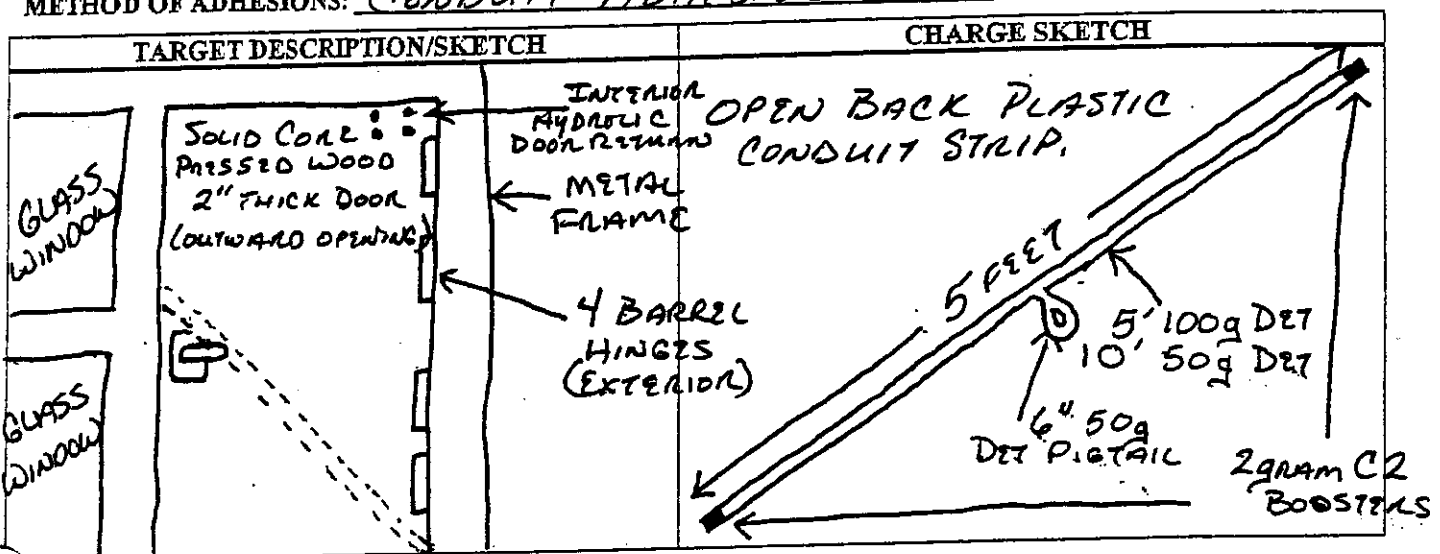 METHOD OF ADHESIONS:
TARGET DESCRIPTION/SKETCH
CHARGE SKETCH
GLASS
WINDOW
GLASS
WINDOW
SOLID CORE
PRESSED WOOD
2" THICK DOOR
(OUTWARD OPENING)
INTERIOR
HYDROLIC
DOOR RETURN
METAL
FRAME
4 BARREL
HINGES
(EXTERIOR)
OPEN BACK PLASTIC
CONDUIT STRIP.
5 FEET
5' 100g DET
10' 50g DET
6" 50g
DET PIGTAIL
2gRAM C2
BOOSTERS